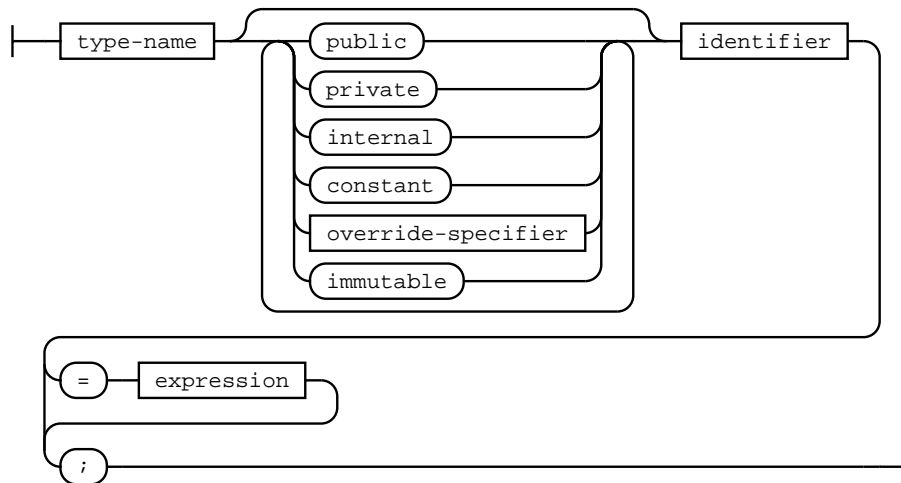 type-name public identifier
private
internal
constant
override-specifier
immutable
= expression
;